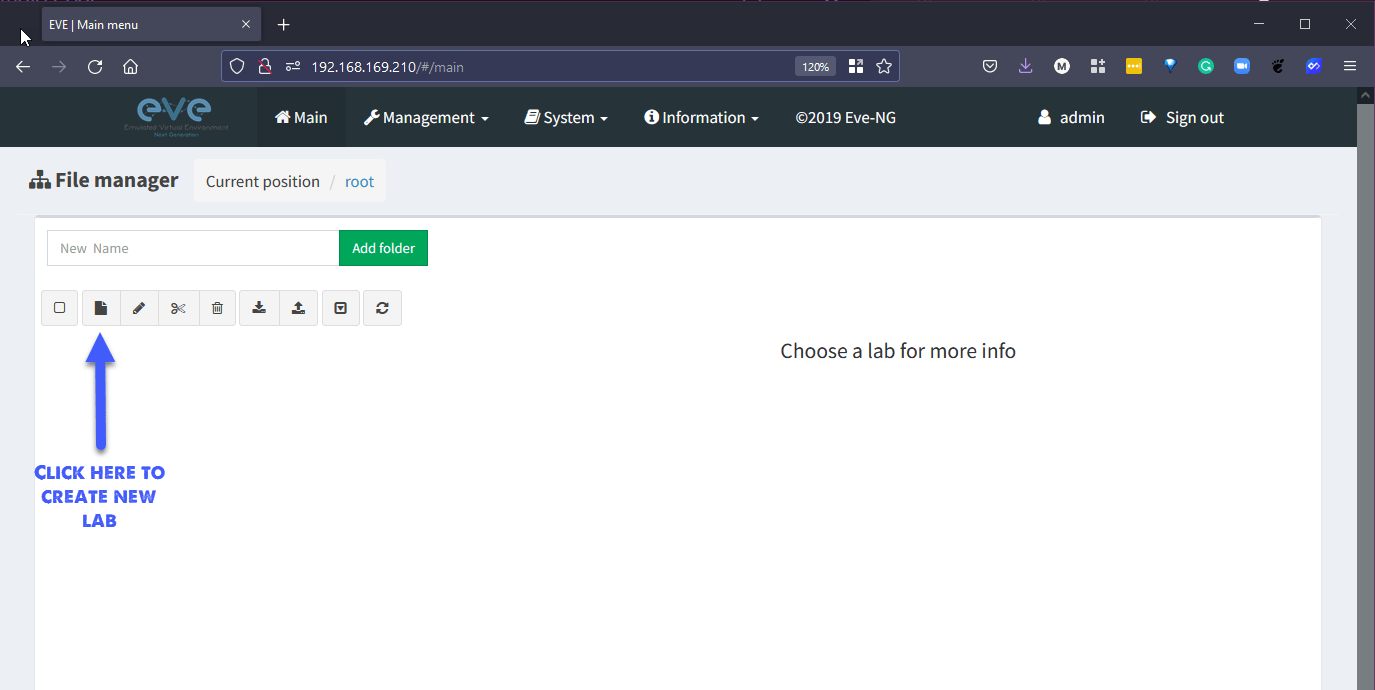 EVE | Main menu
192.168.169.210/#/main
120%
eve
Emulated Virtual Environment
Next Generation
Main
Management
System
Information
©2019 Eve-NG
admin
Sign out
File manager
Current position / root
New Name
Add folder
Choose a lab for more info
CLICK HERE TO
CREATE NEW
LAB